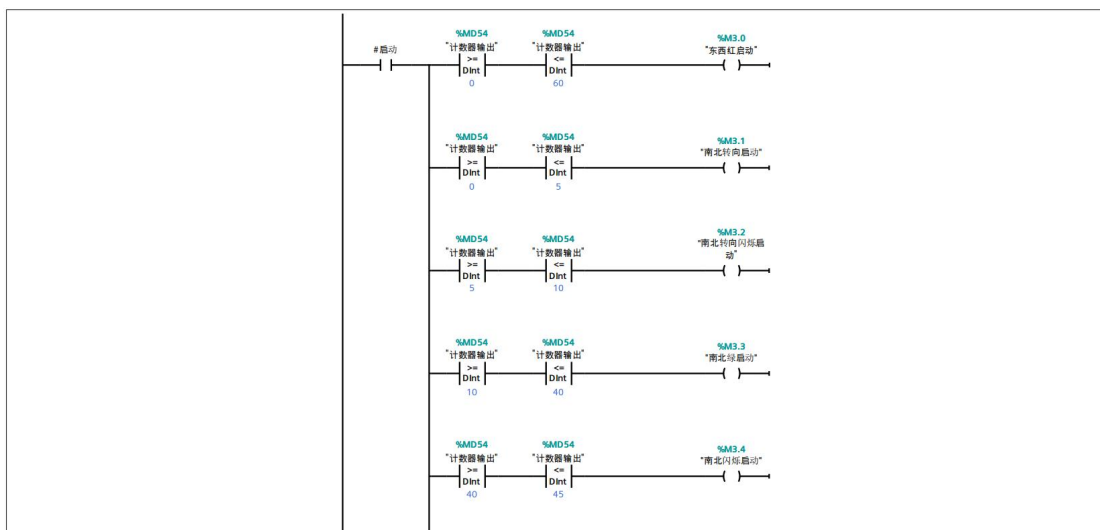 #启动
%MD54
"计数器输出"
>=
DInt
0
%MD54
"计数器输出"
<=
DInt
60
%M3.0
"东西红启动"
%MD54
"计数器输出"
>=
DInt
0
%MD54
"计数器输出"
<=
DInt
5
%M3.1
"南北转向启动"
%MD54
"计数器输出"
>=
DInt
5
%MD54
"计数器输出"
<=
DInt
10
%M3.2
"南北转向闪烁启
动"
%MD54
"计数器输出"
>=
DInt
10
%MD54
"计数器输出"
<=
DInt
40
%M3.3
"南北绿启动"
%MD54
"计数器输出"
>=
DInt
40
%MD54
"计数器输出"
<=
DInt
45
%M3.4
"南北闪烁启动"